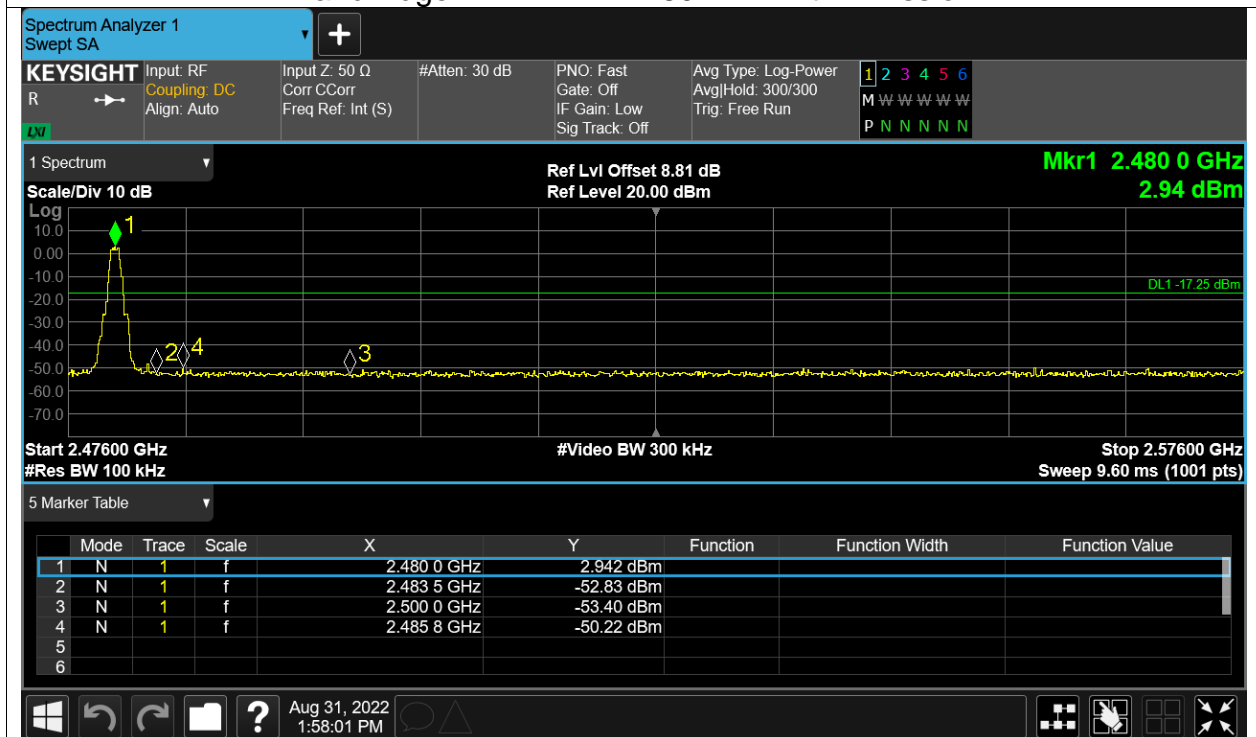 Spectrum Analyzer 1
Swept SA
KEYSIGHT
R
LXI
Input: RF
Coupling: DC
Align: Auto
Input Z: 50 Ω
Corr CCorr
Freq Ref: Int (S)
#Atten: 30 dB
PNO: Fast
Gate: Off
IF Gain: Low
Sig Track: Off
Avg Type: Log-Power
Avg|Hold: 300/300
Trig: Free Run
1 2 3 4 5 6
M W W W W W
P N N N N N
1 Spectrum
Scale/Div 10 dB
Ref Lvl Offset 8.81 dB
Ref Level 20.00 dBm
Mkr1 2.480 0 GHz
2.94 dBm
Log
10.0
0.00
-10.0
-20.0
-30.0
-40.0
-50.0
-60.0
-70.0
1
2
4
3
DL1 -17.25 dBm
Start 2.47600 GHz
#Video BW 300 kHz
Stop 2.57600 GHz
#Res BW 100 kHz
Sweep 9.60 ms (1001 pts)
5 Marker Table
Mode Trace Scale X Y Function Function Width Function Value
1 N 1 f 2.480 0 GHz 2.942 dBm
2 N 1 f 2.483 5 GHz -52.83 dBm
3 N 1 f 2.500 0 GHz -53.40 dBm
4 N 1 f 2.485 8 GHz -50.22 dBm
5
6
?
Aug 31, 2022
1:58:01 PM